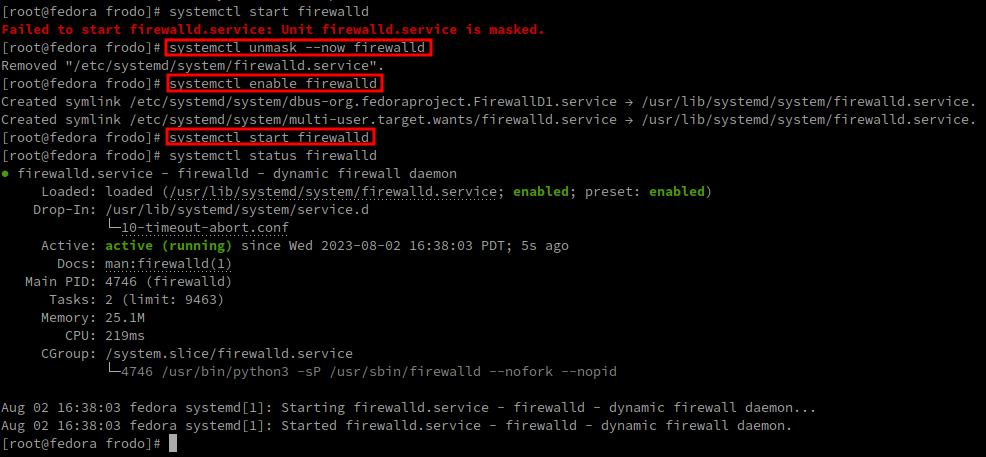 [root@fedora frodo]# systemctl start firewalld
Failed to start firewalld.service: Unit firewalld.service is masked.
[root@fedora frodo]# systemctl unmask --now firewalld
Removed "/etc/systemd/system/firewalld.service".
[root@fedora frodo]# systemctl enable firewalld
Created symlink /etc/systemd/system/dbus-org.fedoraproject.FirewallD1.service → /usr/lib/systemd/system/firewalld.service.
Created symlink /etc/systemd/system/multi-user.target.wants/firewalld.service → /usr/lib/systemd/system/firewalld.service.
[root@fedora frodo]# systemctl start firewalld
[root@fedora frodo]# systemctl status firewalld
● firewalld.service - firewalld - dynamic firewall daemon
     Loaded: loaded (/usr/lib/systemd/system/firewalld.service; enabled; preset: enabled)
    Drop-In: /usr/lib/systemd/system/service.d
             └─10-timeout-abort.conf
     Active: active (running) since Wed 2023-08-02 16:38:03 PDT; 5s ago
       Docs: man:firewalld(1)
   Main PID: 4746 (firewalld)
      Tasks: 2 (limit: 9463)
     Memory: 25.1M
        CPU: 219ms
     CGroup: /system.slice/firewalld.service
             └─4746 /usr/bin/python3 -sP /usr/sbin/firewalld --nofork --nopid
Aug 02 16:38:03 fedora systemd[1]: Starting firewalld.service - firewalld - dynamic firewall daemon...
Aug 02 16:38:03 fedora systemd[1]: Started firewalld.service - firewalld - dynamic firewall daemon.
[root@fedora frodo]#